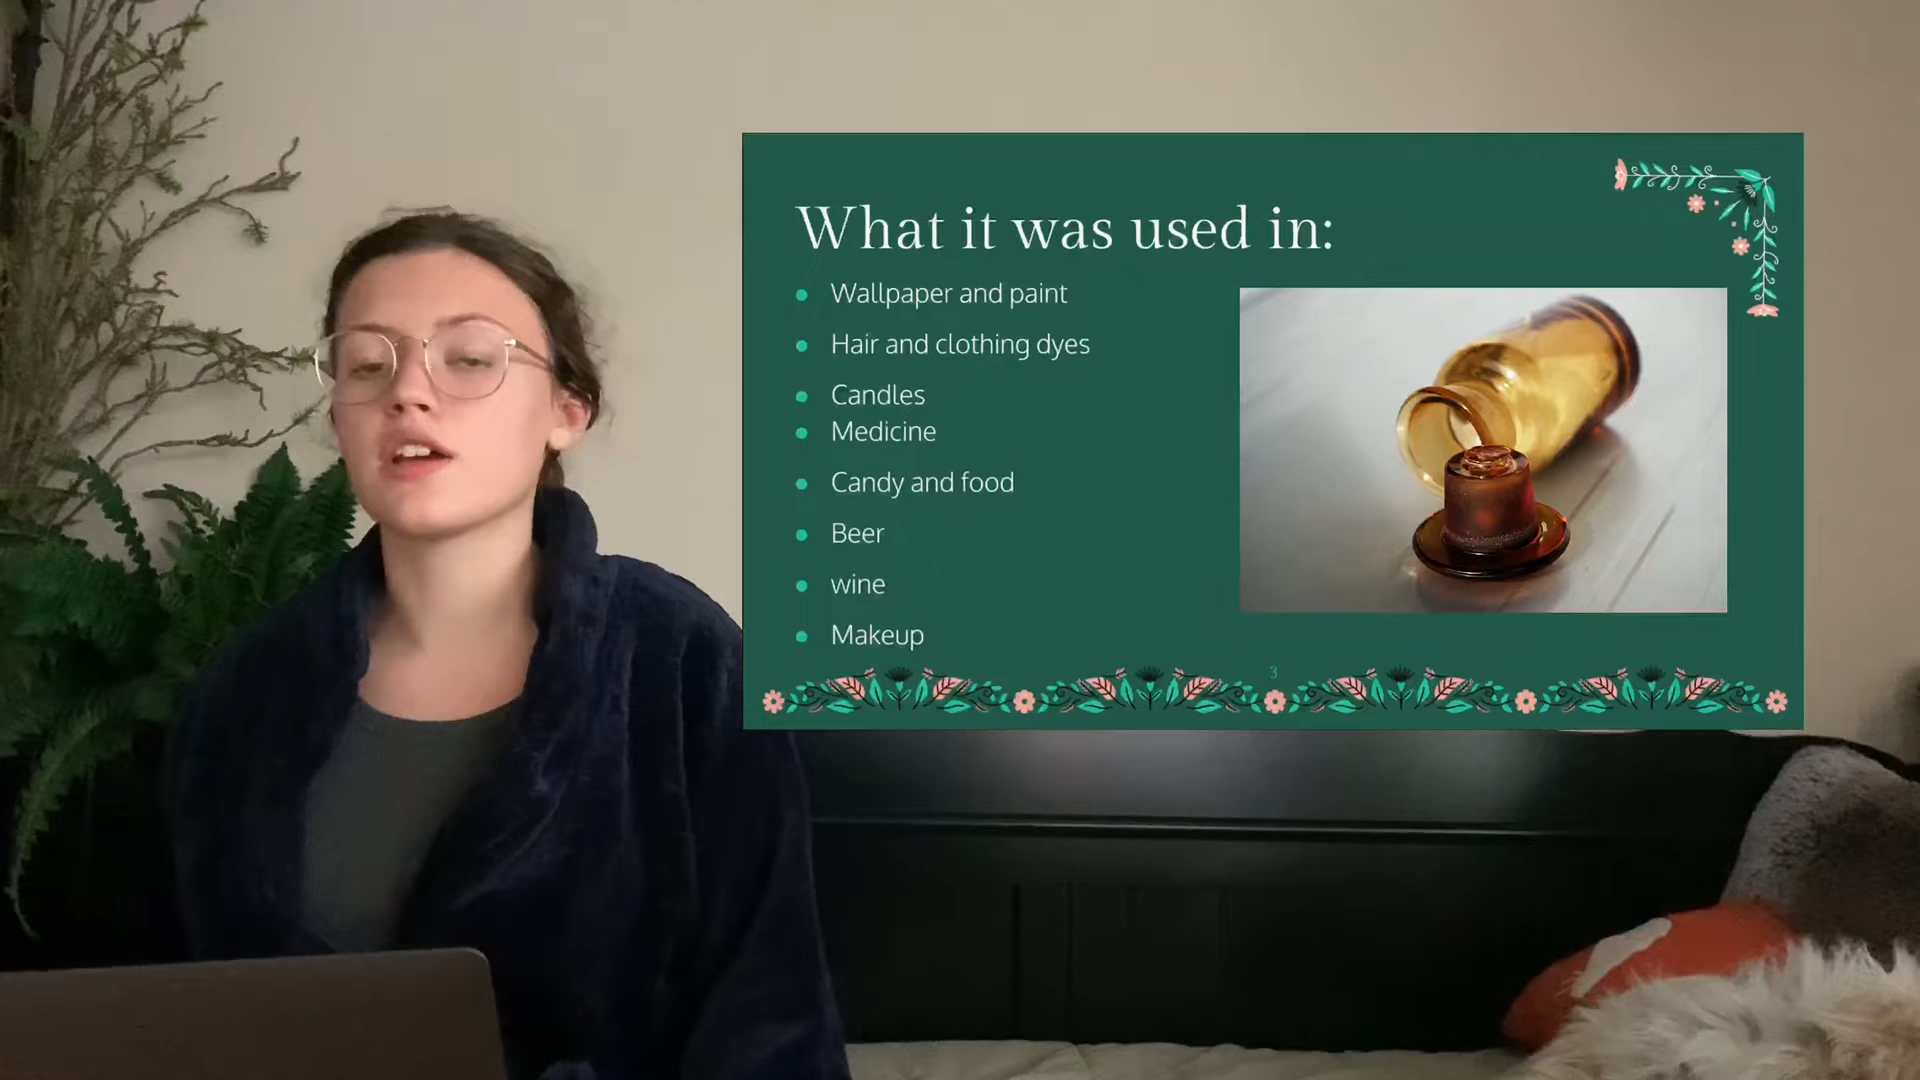 What it was used in:
Wallpaper and paint
Hair and clothing dyes
Candles
Medicine
Candy and food
Beer
wine
Makeup
3